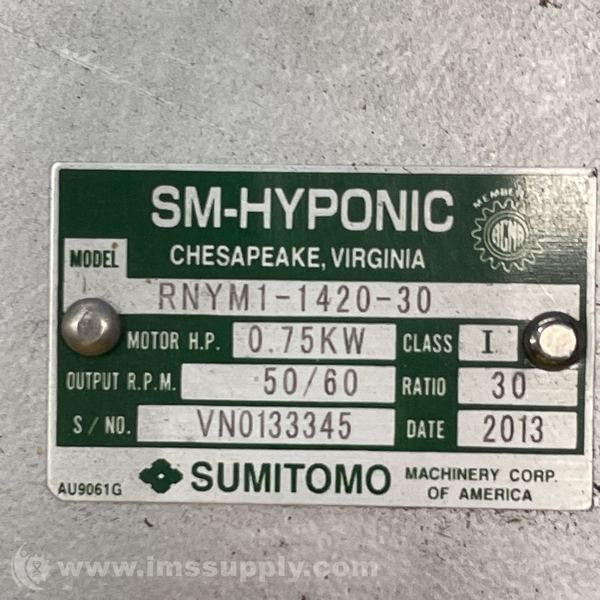 SM-HYPONIC
MEMBER
AGMA
CHESAPEAKE, VIRGINIA
MODEL
RNYM1-1420-30
MOTOR H.P. 0.75KW CLASS I
OUTPUT R.P.M. 50/60 RATIO 30
S / NO. VN0133345 DATE 2013
AU9061G SUMITOMO MACHINERY CORP.
OF AMERICA
www.imssupply.com